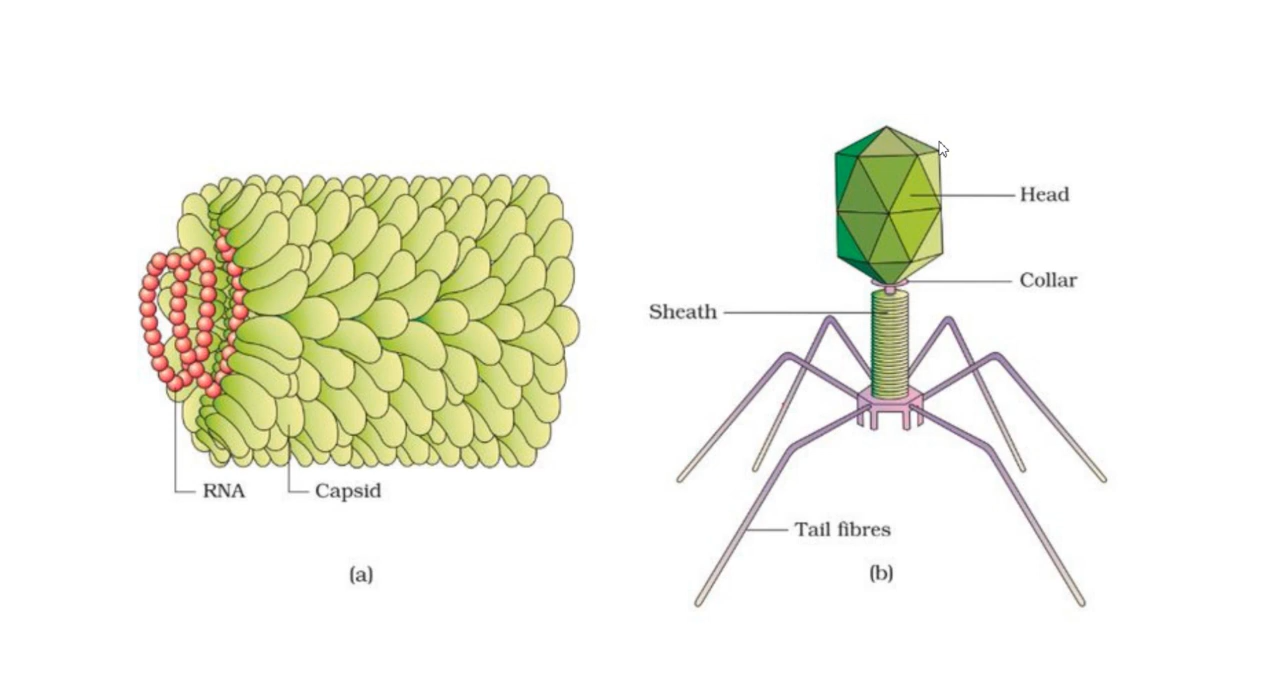 Head
Collar
Sheath
RNA
Capsid
Tail fibres
(a)
(b)